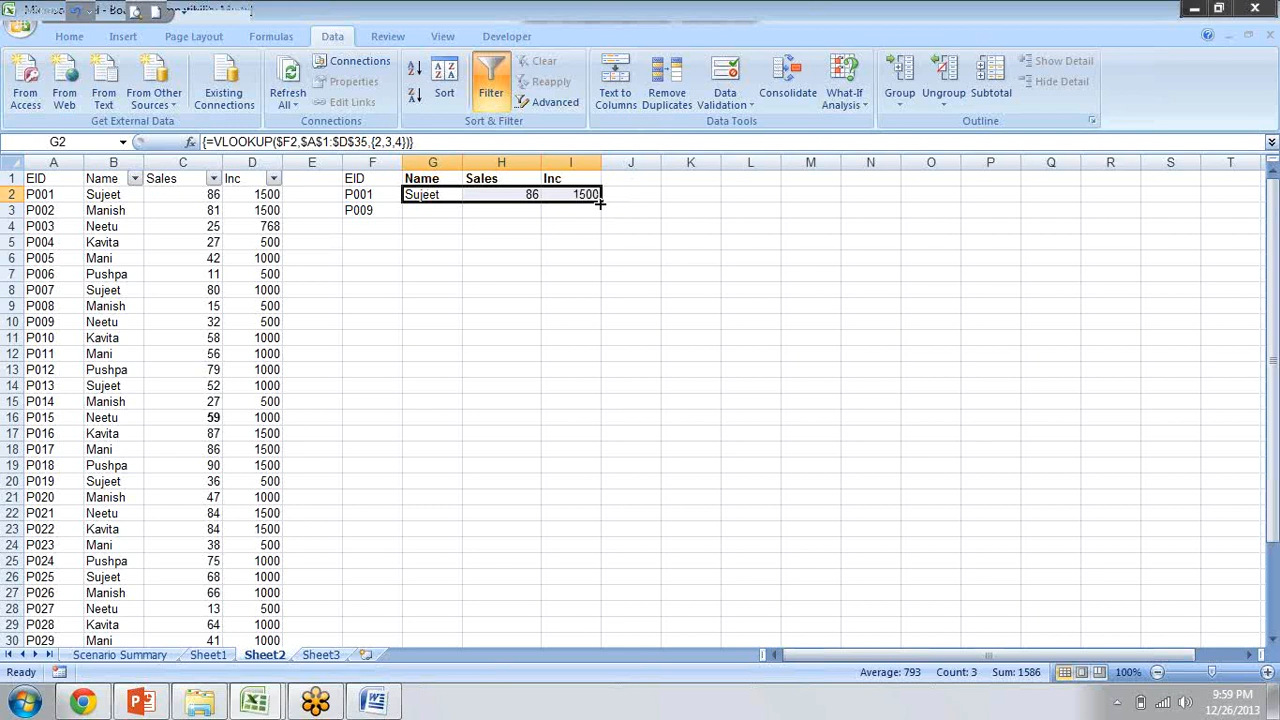 Home Insert Page Layout Formulas Data Review View Developer
From Access
From Web
From Text
From Other Sources
Existing Connections
Get External Data
Refresh All
Connections
Properties
Edit Links
Connections
Sort
Filter
Clear
Reapply
Advanced
Sort & Filter
Text to Columns
Remove Duplicates
Data Validation
Consolidate
What-If Analysis
Data Tools
Group
Ungroup
Subtotal
Show Detail
Hide Detail
Outline
G2 fx {=VLOOKUP($F2,$A$1:$D$35,{2,3,4})}
A B C D E F G H I J K L M N O P Q R S T
1 EID Name Sales Inc EID Name Sales Inc
2 P001 Sujeet 86 1500 P001 Sujeet 86 1500
3 P002 Manish 81 1500 P009
4 P003 Neetu 25 768
5 P004 Kavita 27 500
6 P005 Mani 42 1000
7 P006 Pushpa 11 500
8 P007 Sujeet 80 1000
9 P008 Manish 15 500
10 P009 Neetu 32 500
11 P010 Kavita 58 1000
12 P011 Mani 56 1000
13 P012 Pushpa 79 1000
14 P013 Sujeet 52 1000
15 P014 Manish 27 500
16 P015 Neetu 59 1000
17 P016 Kavita 87 1500
18 P017 Mani 86 1500
19 P018 Pushpa 90 1500
20 P019 Sujeet 36 500
21 P020 Manish 47 1000
22 P021 Neetu 84 1500
23 P022 Kavita 84 1500
24 P023 Mani 38 500
25 P024 Pushpa 75 1000
26 P025 Sujeet 68 1000
27 P026 Manish 66 1000
28 P027 Neetu 13 500
29 P028 Kavita 64 1000
30 P029 Mani 41 1000
Scenario Summary Sheet1 Sheet2 Sheet3
Ready Average: 793 Count: 3 Sum: 1586 100%
9:59 PM
12/26/2013